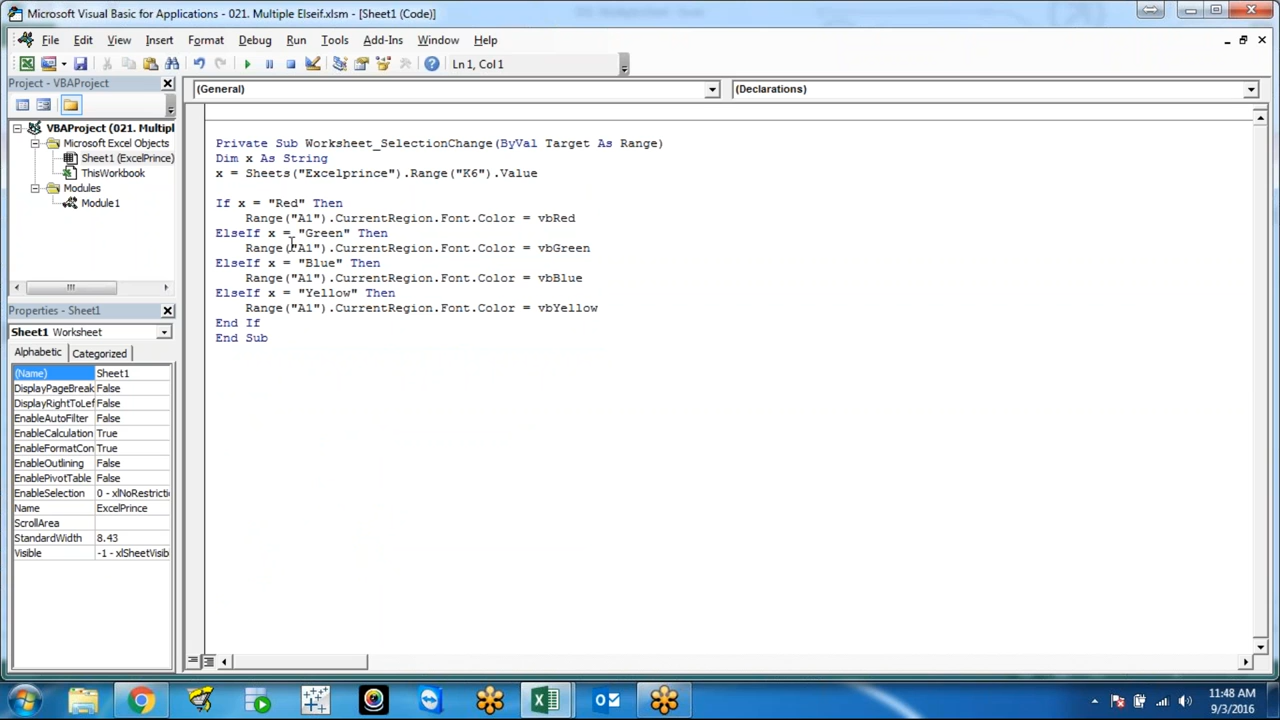 Microsoft Visual Basic for Applications - 021. Multiple Elseif.xlsm - [Sheet1 (Code)]
File Edit View Insert Format Debug Run Tools Add-Ins Window Help
Ln 1, Col 1
Project - VBAProject
(General) (Declarations)
VBAProject (021. Multipl
Microsoft Excel Objects
Sheet1 (ExcelPrince)
ThisWorkbook
Modules
Module1
Private Sub Worksheet_SelectionChange(ByVal Target As Range)
Dim x As String
x = Sheets("Excelprince").Range("K6").Value
If x = "Red" Then
Range("A1").CurrentRegion.Font.Color = vbRed
ElseIf x = "Green" Then
Range("A1").CurrentRegion.Font.Color = vbGreen
ElseIf x = "Blue" Then
Range("A1").CurrentRegion.Font.Color = vbBlue
ElseIf x = "Yellow" Then
Range("A1").CurrentRegion.Font.Color = vbYellow
End If
End Sub
Properties - Sheet1
Sheet1 Worksheet
Alphabetic Categorized
(Name) Sheet1
DisplayPageBreak False
DisplayRightToLef False
EnableAutoFilter False
EnableCalculation True
EnableFormatCon True
EnableOutlining False
EnablePivotTable False
EnableSelection 0 - xlNoRestricti
Name ExcelPrince
ScrollArea
StandardWidth 8.43
Visible -1 - xlSheetVisib
11:48 AM
9/3/2016